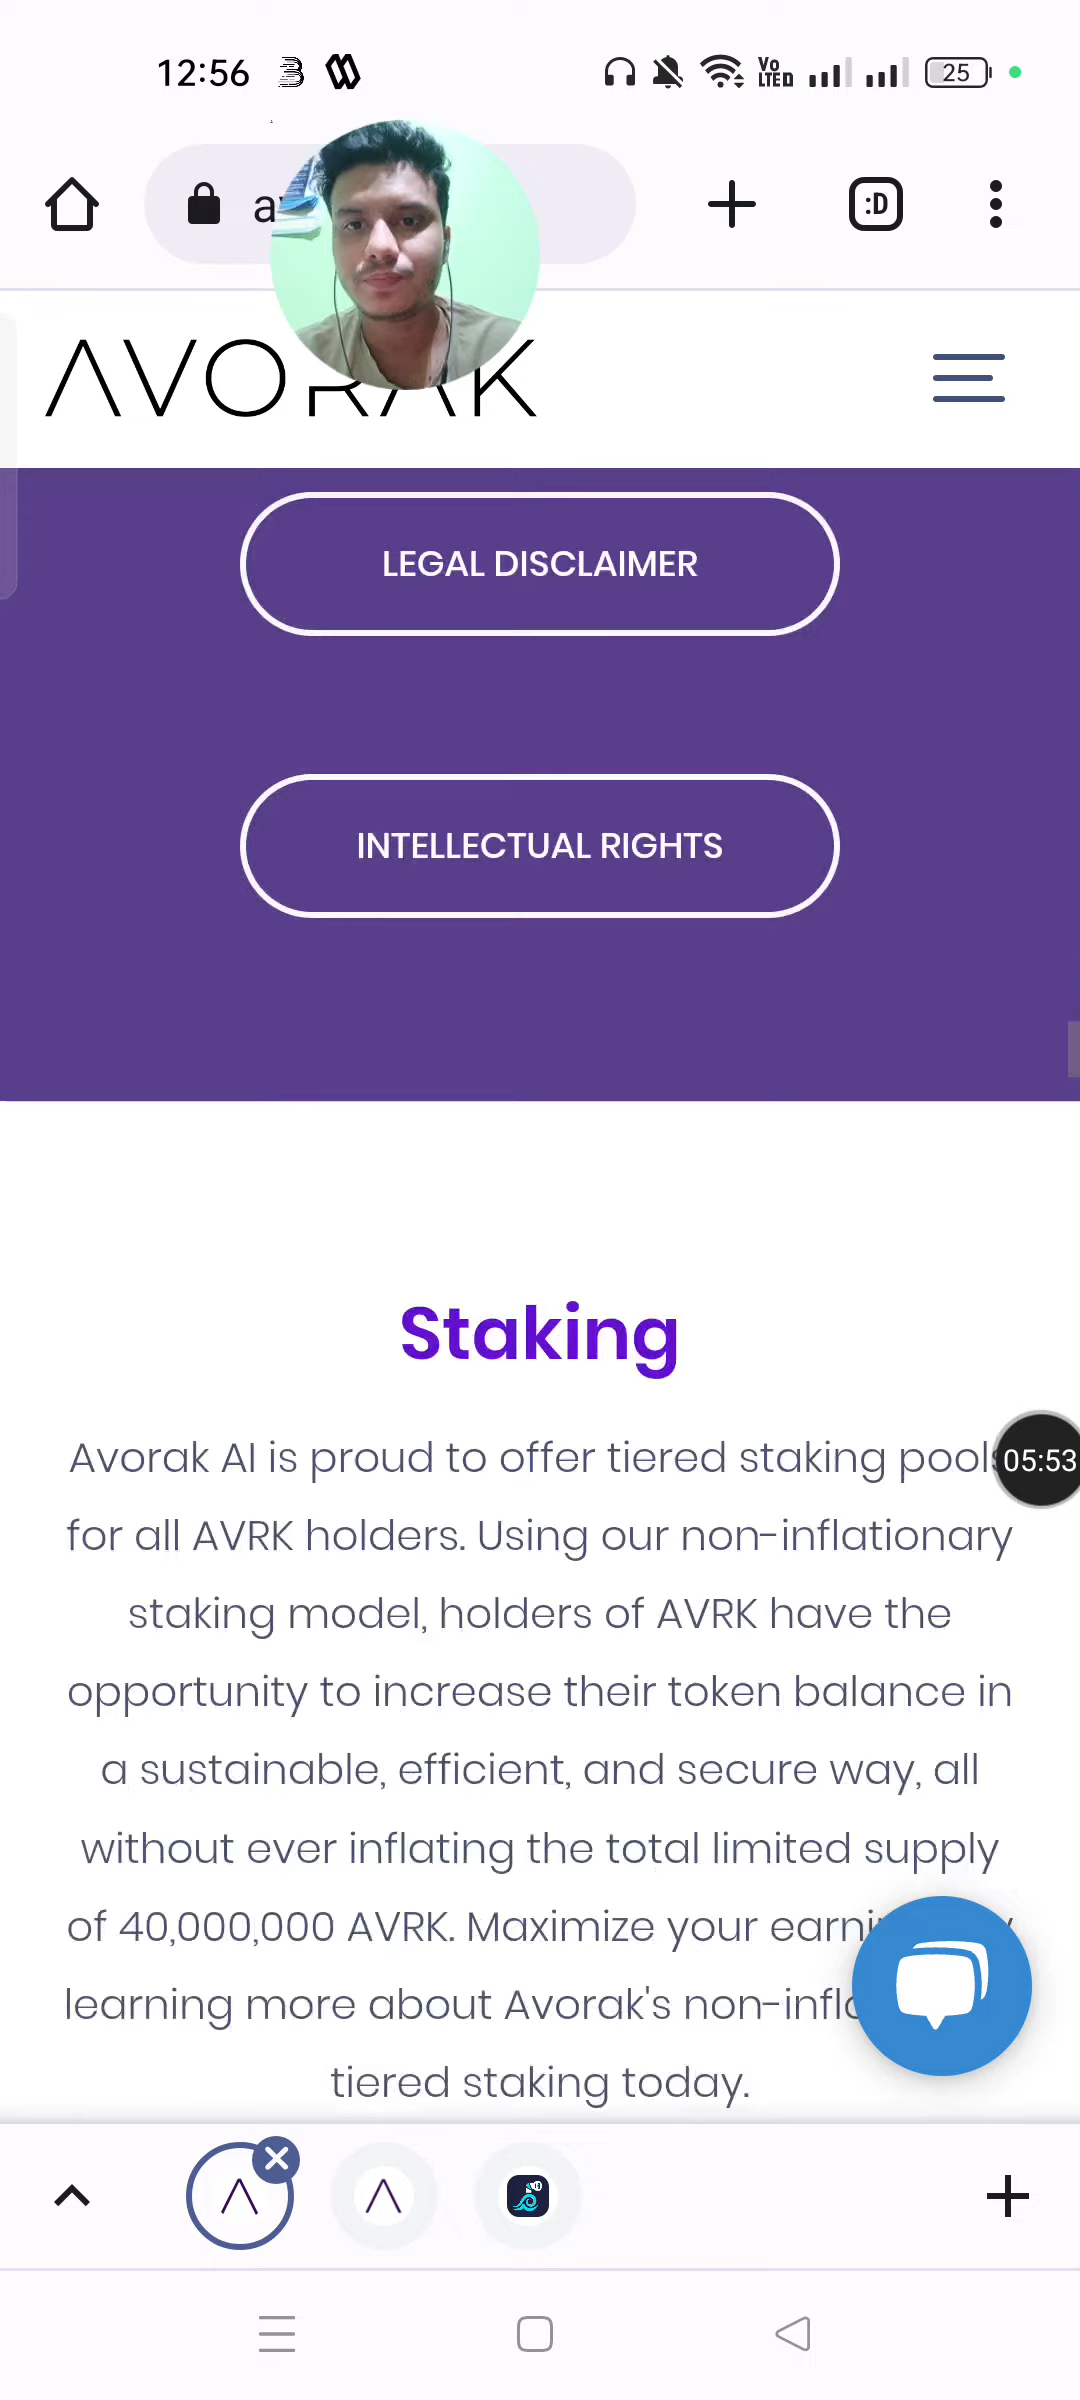 12:56
Vo
LTED
25
:D
AVORAK
LEGAL DISCLAIMER
INTELLECTUAL RIGHTS
Staking
Avorak AI is proud to offer tiered staking pools
05:53
for all AVRK holders. Using our non-inflationary
staking model, holders of AVRK have the
opportunity to increase their token balance in
a sustainable, efficient, and secure way, all
without ever inflating the total limited supply
of 40,000,000 AVRK. Maximize your
learning more about Avorak's
tiered staking today.